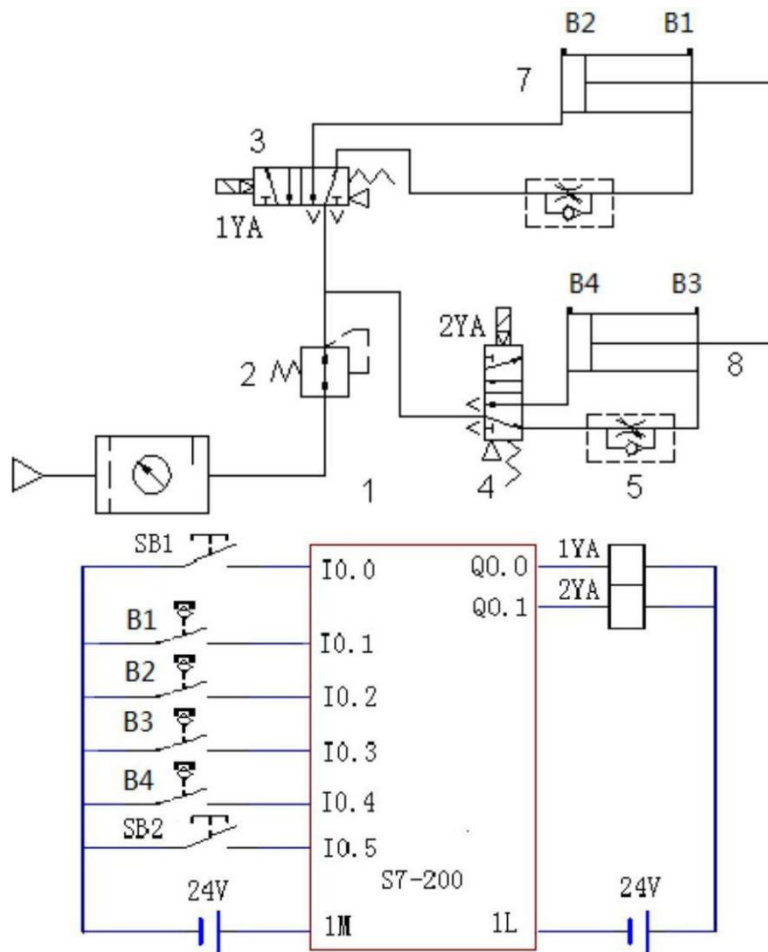 B2 B1
7
3
1YA
B4 B3
2YA
2
8
1 4 5
SB1
I0.0
Q0.0
1YA
Q0.1
2YA
B1
I0.1
B2
I0.2
B3
I0.3
B4
I0.4
SB2
I0.5
S7-200
24V
1M
1L
24V